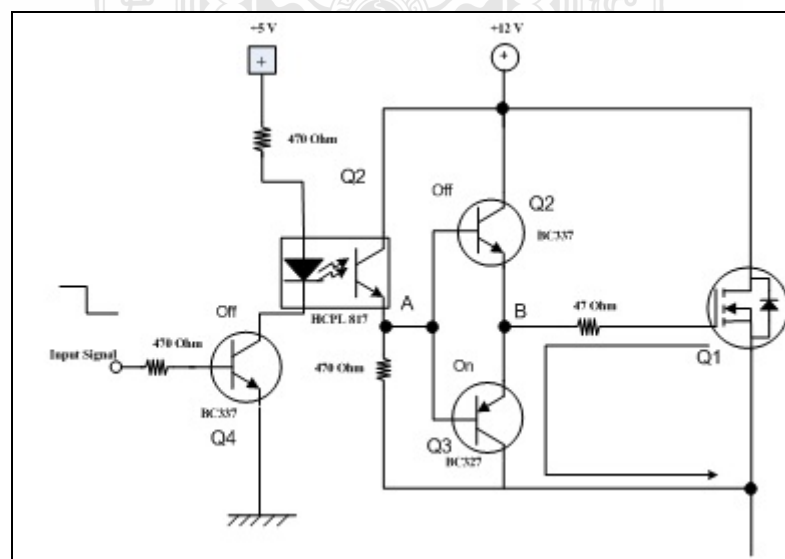 +5 V
+12 V
470 Ohm
Q2
Off
Q2
BC337
HCPL 817
A
B
47 Ohm
Q1
Off
470 Ohm
Input Signal
BC337
Q4
470 Ohm
On
Q3
BC327